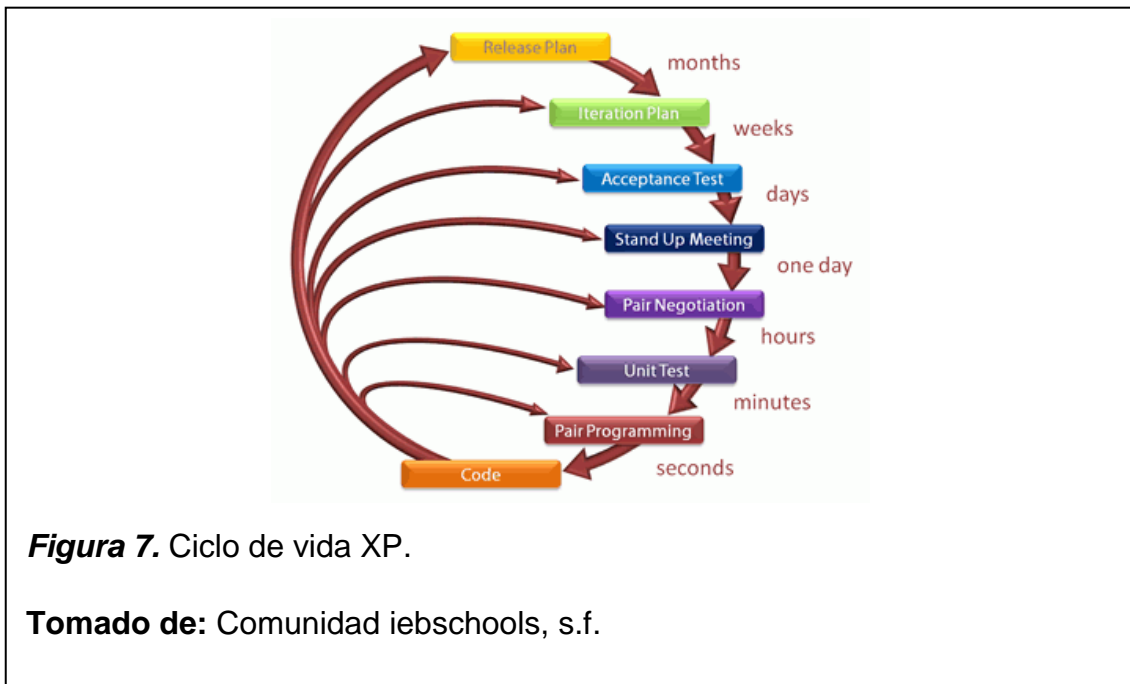 Release Plan
months
Iteration Plan
weeks
Acceptance Test
days
Stand Up Meeting
one day
Pair Negotiation
hours
Unit Test
minutes
Pair Programming
seconds
Code
Figura 7. Ciclo de vida XP.
Tomado de: Comunidad iebschools, s.f.